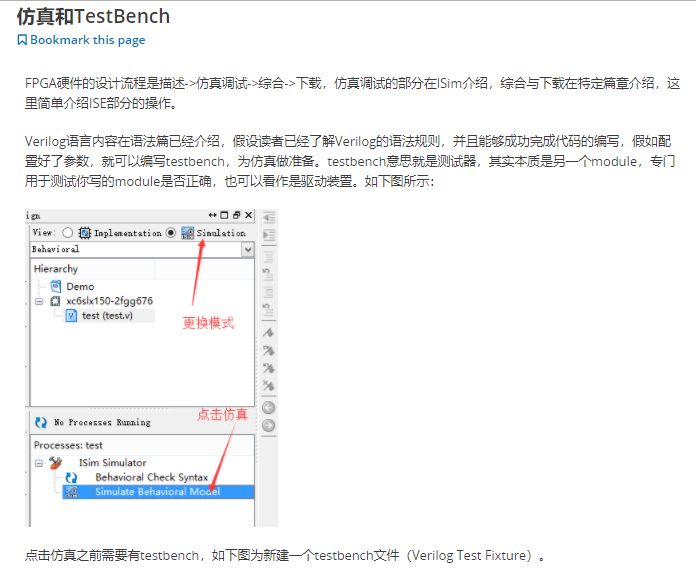 仿真和TestBench
Bookmark this page
FPGA硬件的设计流程是描述->仿真调试->综合->下载，仿真调试的部分在ISim介绍，综合与下载在特定篇章介绍，这
里简单介绍ISE部分的操作。
Verilog语言内容在语法篇已经介绍，假设读者已经了解Verilog的语法规则，并且能够成功完成代码的编写，假如配
置好了参数，就可以编写testbench，为仿真做准备。testbench意思就是测试器，其实本质是另一个module，专门
用于测试你写的module是否正确，也可以看作是驱动装置。如下图所示：
ign
View: Implementation Simulation
Behavioral
Hierarchy
Demo
xc6slx150-2fgg676
test (test.v)
更换模式
点击仿真
No Processes Running
Processes: test
ISim Simulator
Behavioral Check Syntax
Simulate Behavioral Model
点击仿真之前需要有testbench，如下图为新建一个testbench文件（Verilog Test Fixture）。